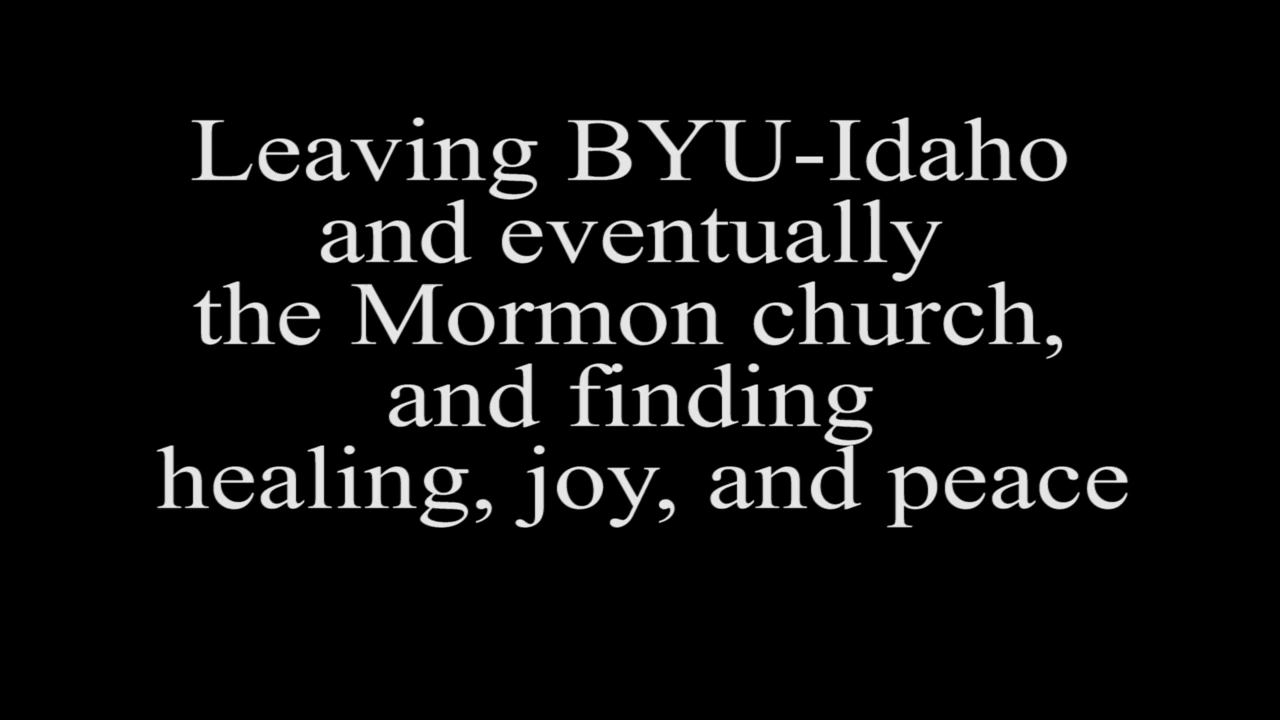 Leaving BYU-Idaho
and eventually
the Mormon church,
and finding
healing, joy, and peace